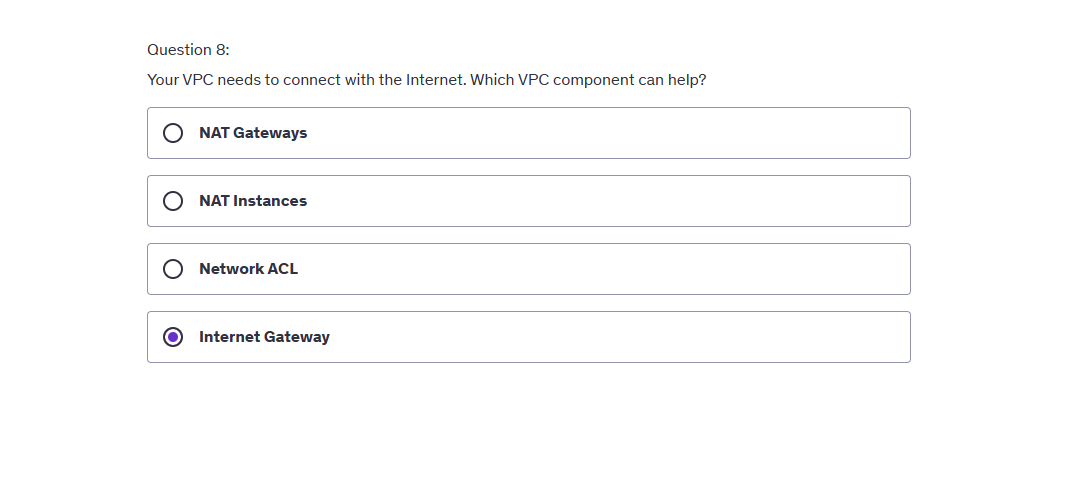 Question 8:
Your VPC needs to connect with the Internet. Which VPC component can help?
NAT Gateways
NAT Instances
Network ACL
Internet Gateway